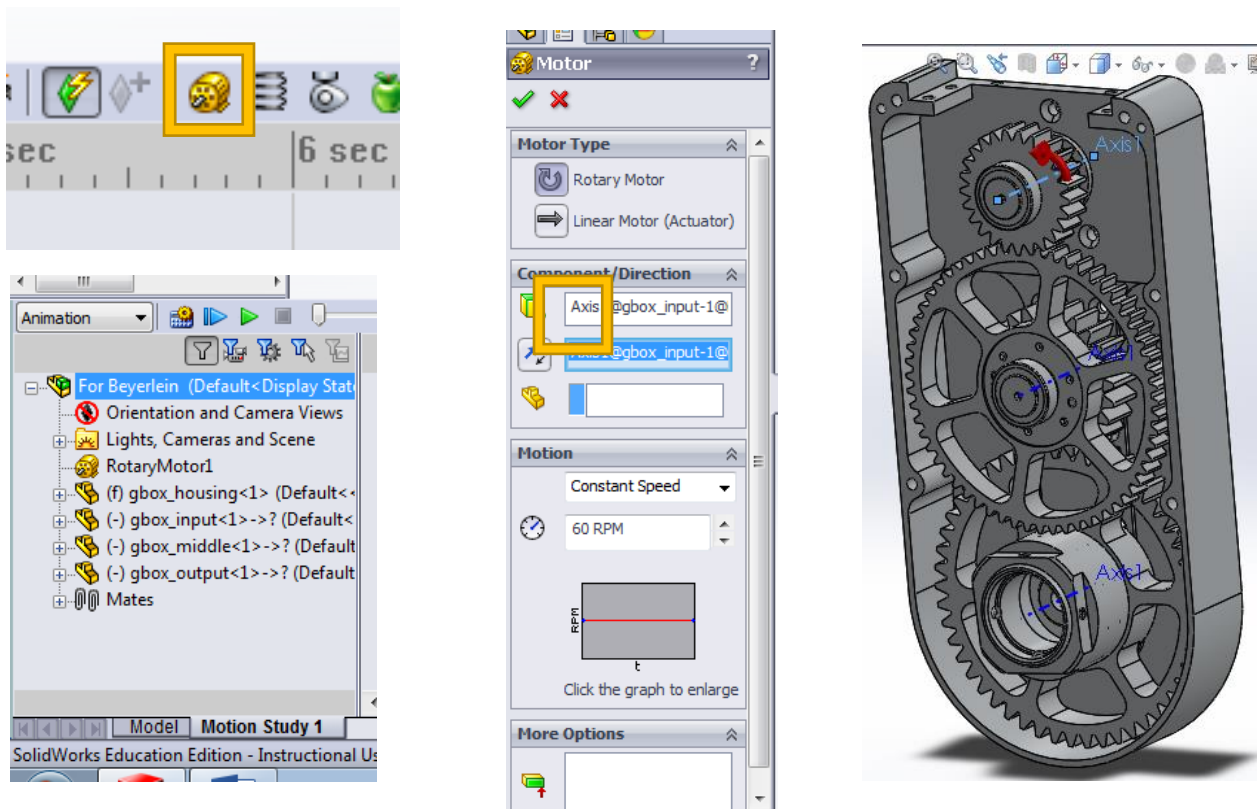 sec
6 sec
Animation
For Beyerlein (Default<Display State
Orientation and Camera Views
Lights, Cameras and Scene
RotaryMotor1
(f) gbox_housing<1> (Default<<
(-) gbox_input<1>->? (Default<
(-) gbox_middle<1>->? (Default
(-) gbox_output<1>->? (Default
Mates
Model
Motion Study 1
SolidWorks Education Edition - Instructional Us
Motor
?
Motor Type
Rotary Motor
Linear Motor (Actuator)
Component/Direction
Axis @gbox_input-1@
Axis1@gbox_input-1@
Motion
Constant Speed
60 RPM
RPM
t
Click the graph to enlarge
More Options
Axis1
Axis1
Axis1